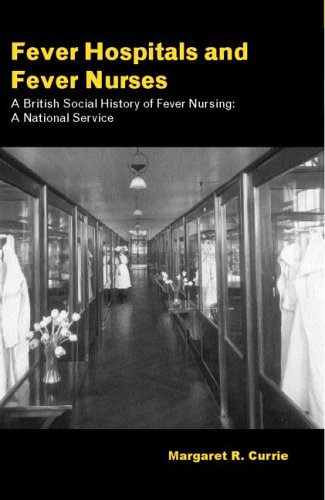 Fever Hospitals and
Fever Nurses
A British Social History of Fever Nursing:
A National Service
Margaret R. Currie